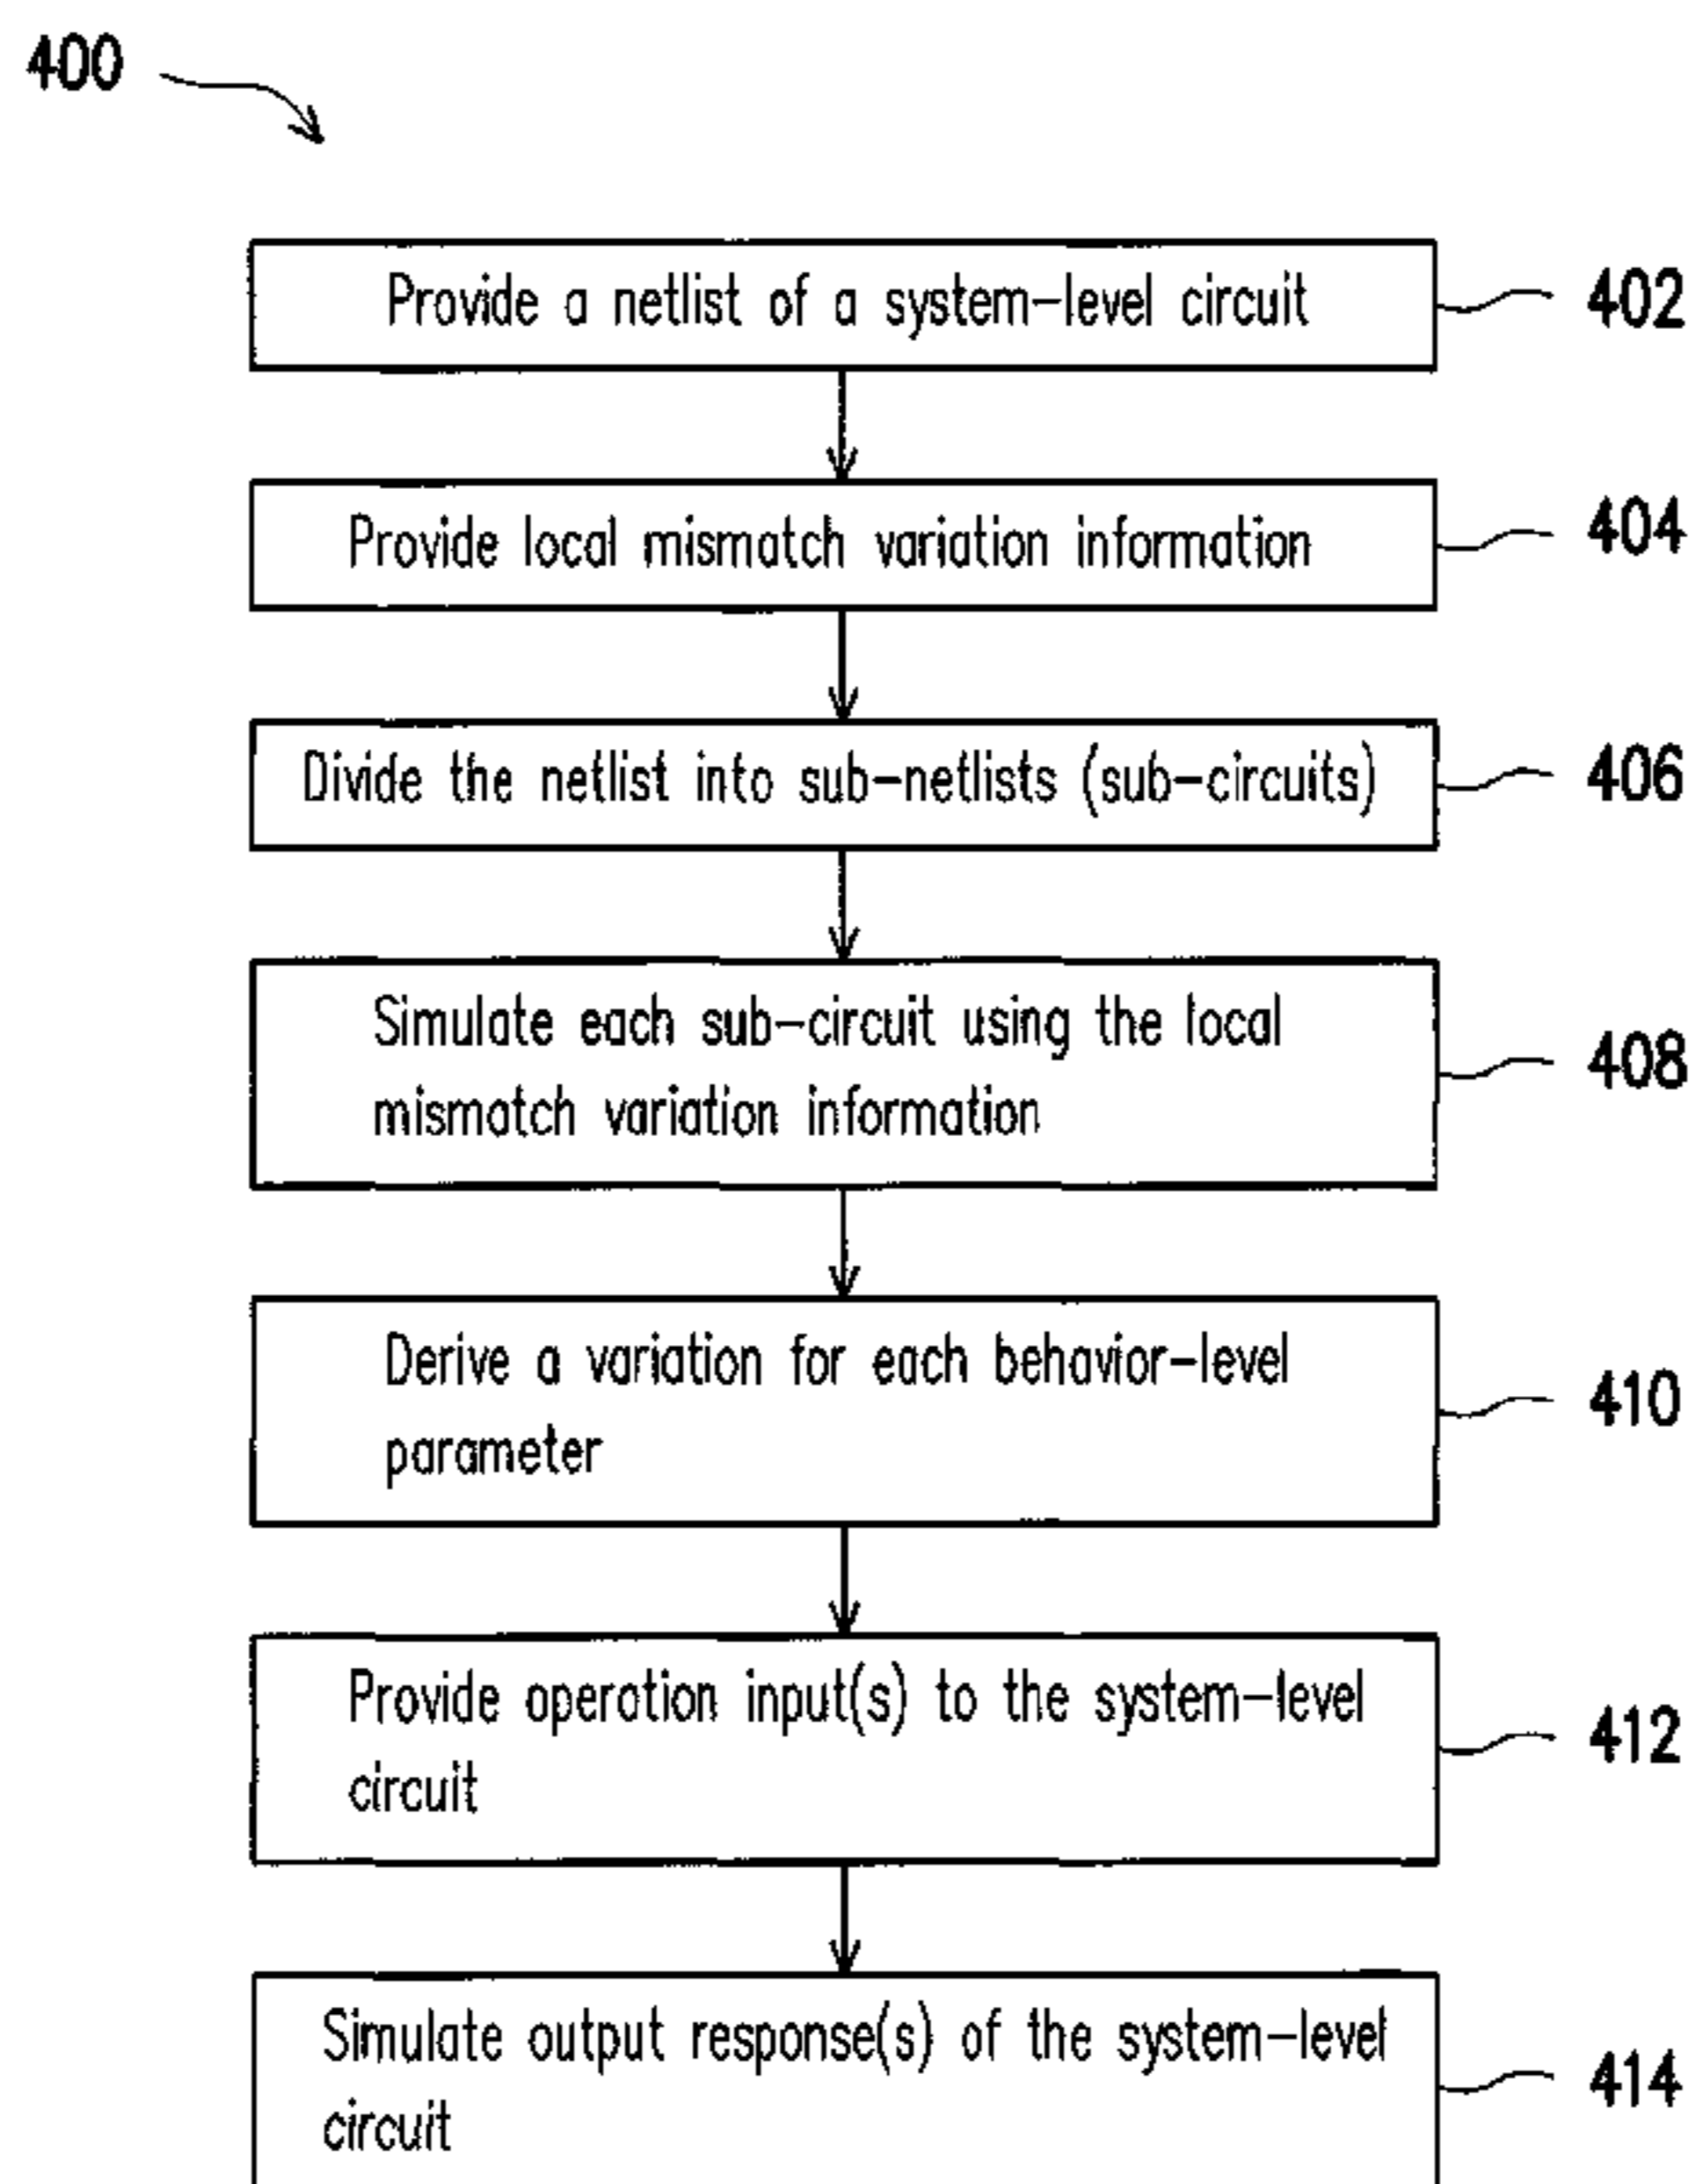 400
Provide a netlist of a system-level circuit
402
Provide local mismatch variation information
404
Divide the netlist into sub-netlists (sub-circuits)
406
Simulate each sub-circuit using the local
mismatch variation information
408
Derive a variation for each behavior-level
parameter
410
Provide operation input(s) to the system-level
circuit
412
Simulate output response(s) of the system-level
circuit
414